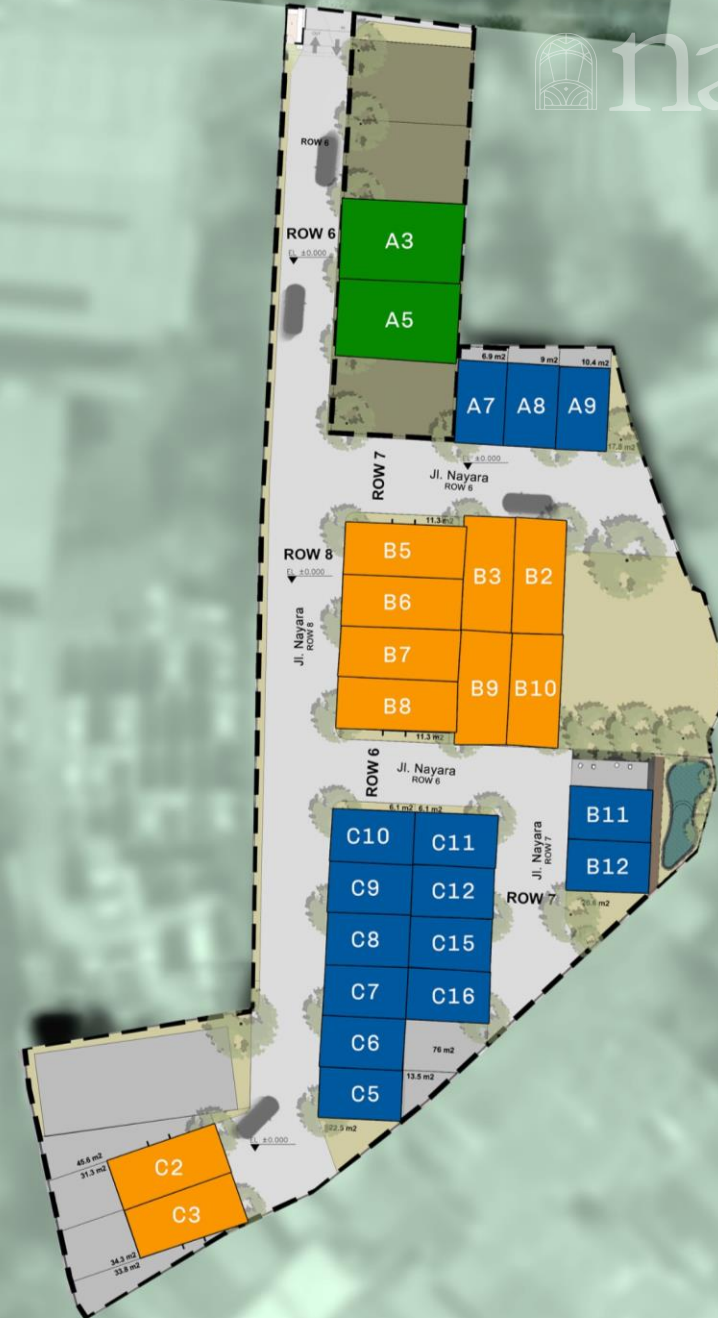 na
ROW 6
ROW 6
EL ±0.000
A3
A5
6.9 m2
9 m2
10.4 m2
A7
A8
A9
17.8 m2
EL ±0.000
ROW 7
Jl. Nayara
ROW 6
11.3 m2
ROW 8
EL ±0.000
B5
B3
B2
B6
Jl. Nayara
ROW 8
B7
B9
B10
B8
11.3 m2
ROW 6
Jl. Nayara
ROW 6
6.1 m2
6.1 m2
B11
C10
C11
Jl. Nayara
ROW 7
B12
C9
C12
ROW 7
C8
C15
C7
C16
C6
76 m2
13.5 m2
C5
22.5 m2
EL ±0.000
45.6 m2
31.3 m2
C2
C3
34.3 m2
33.8 m2